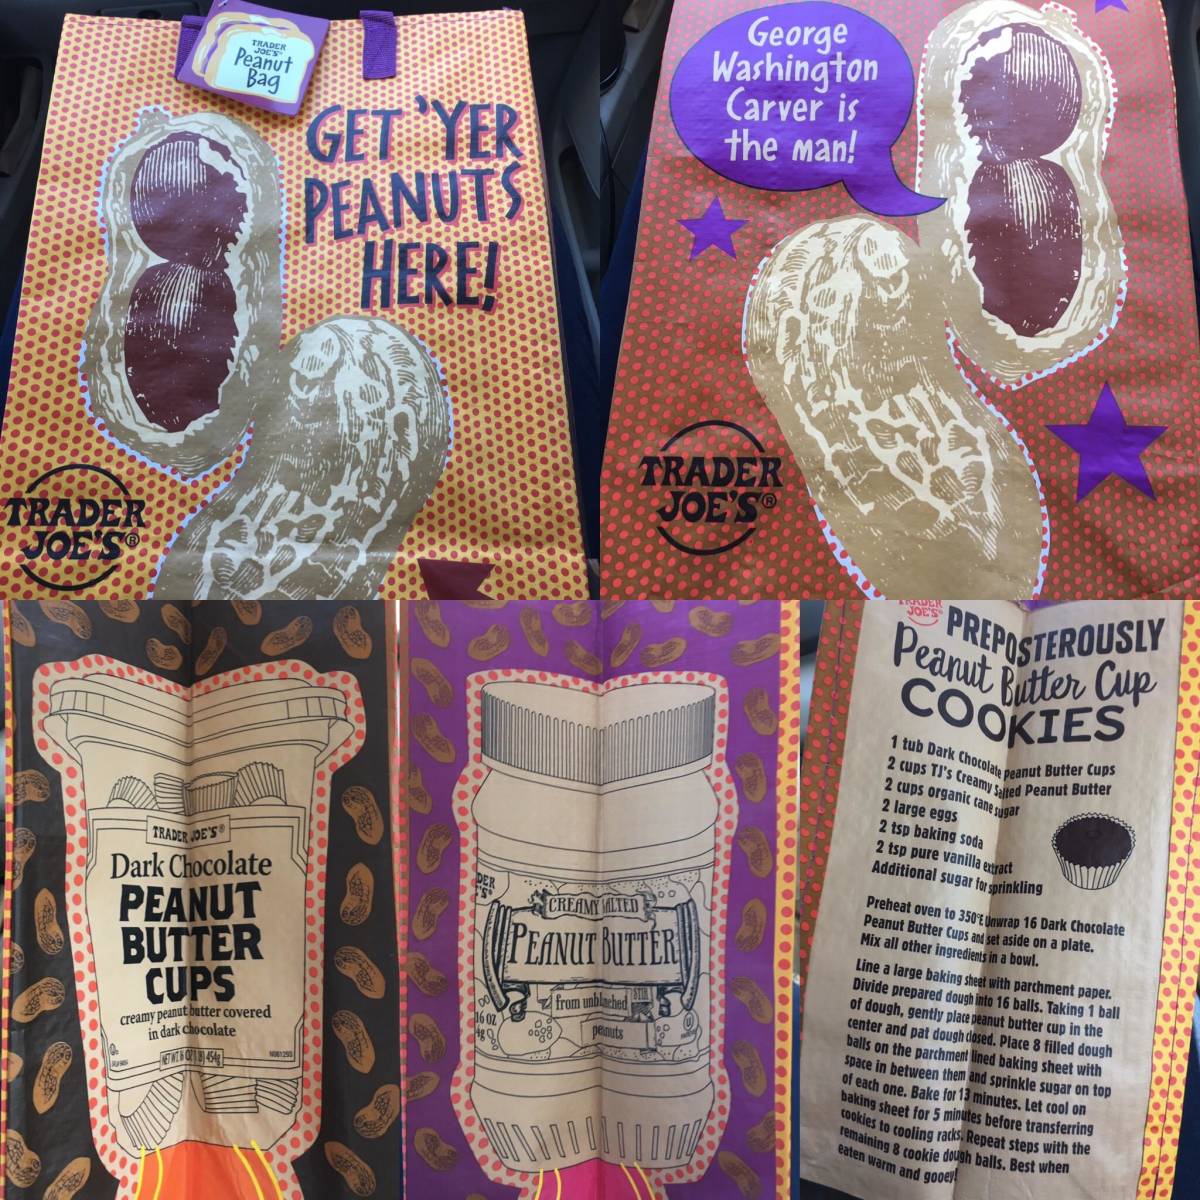 TRADER
JOE'S®
Peanut
Bag
GET 'YER
PEANUTS
HERE!
TRADER
JOE'S®
George
Washington
Carver is
the man!
TRADER
JOE'S®
TRADER JOE'S®
Dark Chocolate
PEANUT
BUTTER
CUPS
creamy peanut butter covered
in dark chocolate
NET WT. 16 OZ (1 LB) 454g
CREAMY SALTED
PEANUT BUTTER
from unblanched
peanuts
16 OZ
TRADER
JOE'S®
PREPOSTEROUSLY
Peanut Butter Cup
COOKIES
1 tub Dark Chocolate Peanut Butter Cups
2 cups TJ's Creamy Salted Peanut Butter
2 cups organic cane sugar
2 large eggs
2 tsp baking soda
2 tsp pure vanilla extract
Additional sugar for sprinkling
Preheat oven to 350°F. Unwrap 16 Dark Chocolate
Peanut Butter Cups and set aside on a plate.
Mix all other ingredients in a bowl.
Line a large baking sheet with parchment paper.
Divide prepared dough into 16 balls. Taking 1 ball
of dough, gently place peanut butter cup in the
center and pat dough closed. Place 8 filled dough
balls on the parchment lined baking sheet with
space in between them and sprinkle sugar on top
of each one. Bake for 13 minutes. Let cool on
baking sheet for 5 minutes before transferring
cookies to cooling racks. Repeat steps with the
remaining 8 cookie dough balls. Best when
eaten warm and gooey!